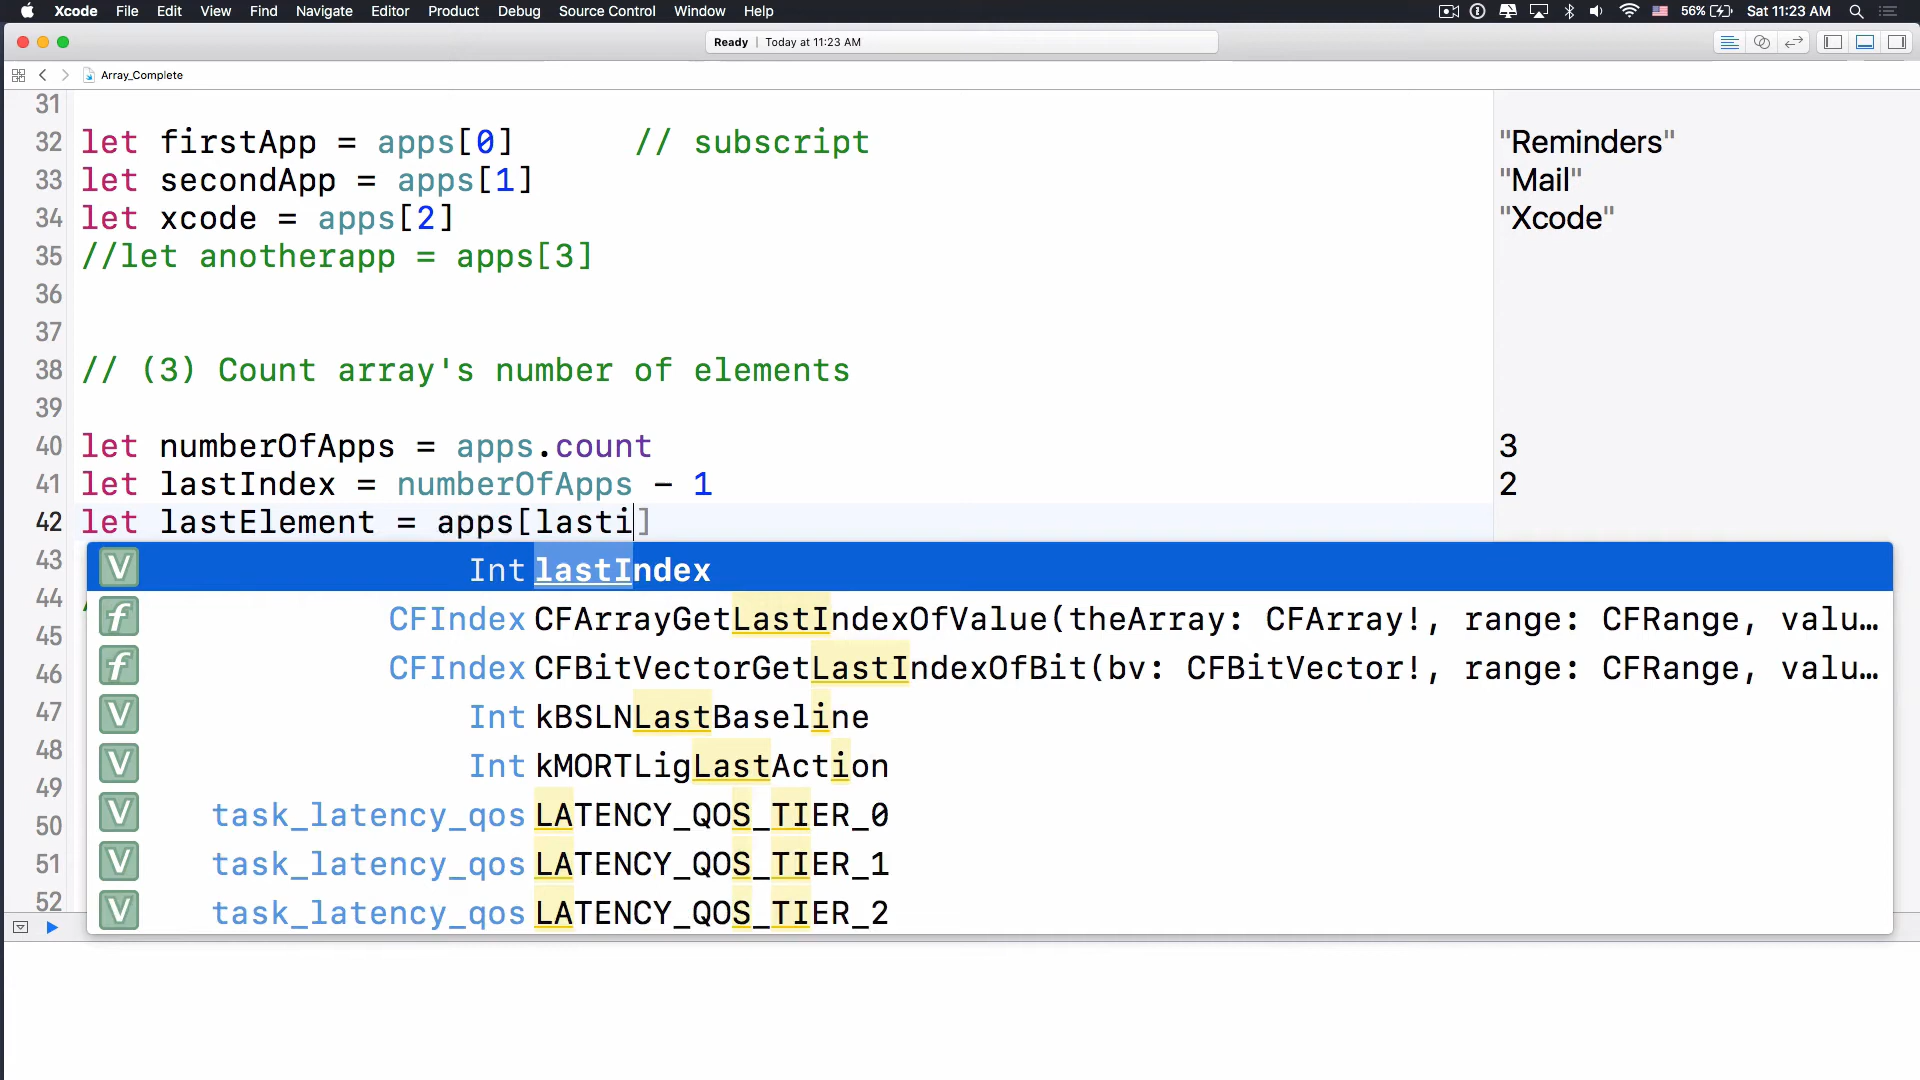 Xcode File Edit View Find Navigate Editor Product Debug Source Control Window Help 56% Sat 11:23 AM
Ready | Today at 11:23 AM
Array_Complete
31
32 let firstApp = apps[0] // subscript "Reminders"
33 let secondApp = apps[1] "Mail"
34 let xcode = apps[2] "Xcode"
35 //let anotherapp = apps[3]
36
37
38 // (3) Count array's number of elements
39
40 let numberOfApps = apps.count 3
41 let lastIndex = numberOfApps - 1 2
42 let lastElement = apps[lasti]
43 V Int lastIndex
44 f CFIndex CFArrayGetLastIndexOfValue(theArray: CFArray!, range: CFRange, valu…
45
46 f CFIndex CFBitVectorGetLastIndexOfBit(bv: CFBitVector!, range: CFRange, valu…
47 V Int kBSLNLastBaseline
48 V Int kMORTLigLastAction
49
50 V task_latency_qos LATENCY_QOS_TIER_0
51 V task_latency_qos LATENCY_QOS_TIER_1
52 V task_latency_qos LATENCY_QOS_TIER_2